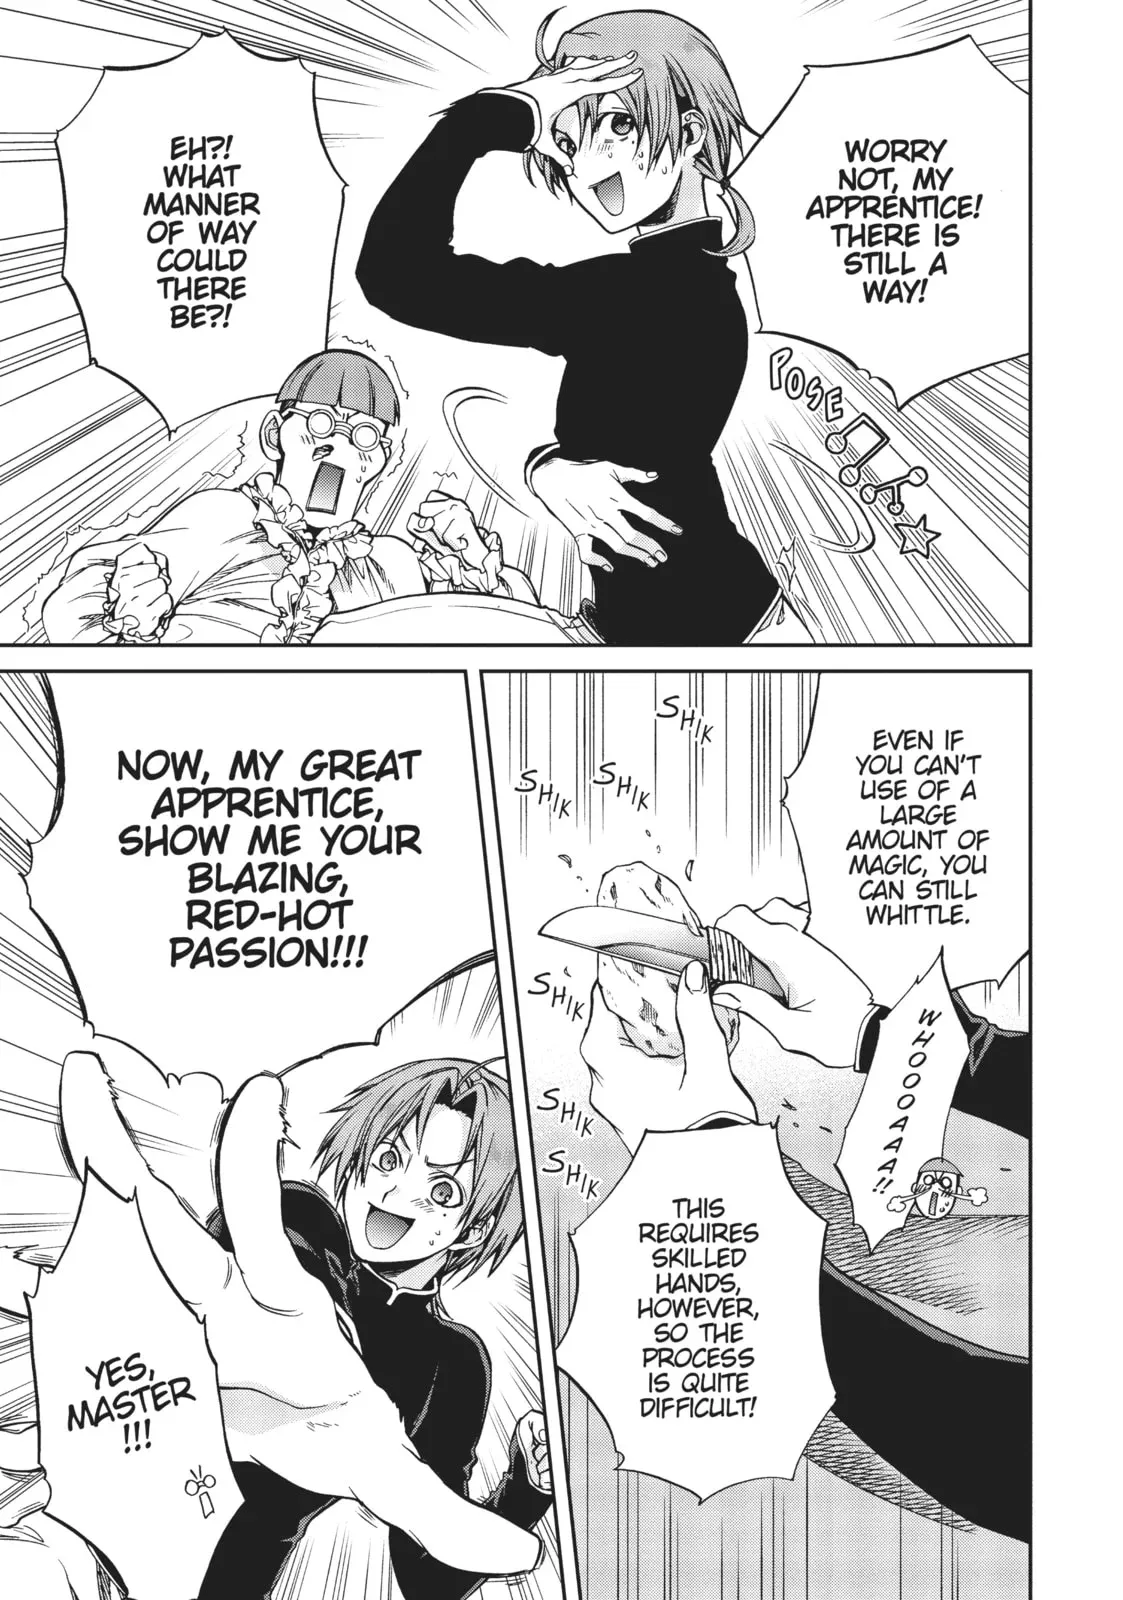 WORRY
NOT, MY
APPRENTICE!
THERE IS
STILL A
WAY!
POSE
EH?!
WHAT
MANNER
OF WAY
COULD
THERE
BE?!
EVEN IF
YOU CAN'T
USE OF A
LARGE
AMOUNT OF
MAGIC, YOU
CAN STILL
WHITTLE.
SHIK
SHIK
SHIK
SHIK
SHIK
SHIK
SHIK
SHIK
WHOOOAAA!!
THIS
REQUIRES
SKILLED
HANDS,
HOWEVER,
SO THE
PROCESS
IS QUITE
DIFFICULT!
NOW, MY GREAT
APPRENTICE,
SHOW ME YOUR
BLAZING,
RED-HOT
PASSION!!!
YES,
MASTER
!!!